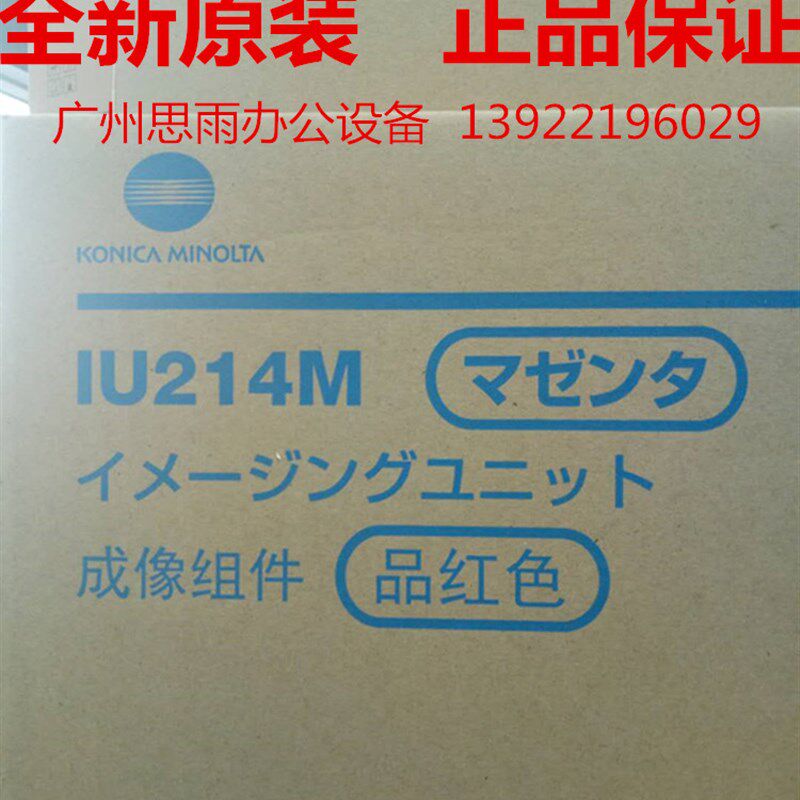 全新原装 正品保证
广州思雨办公设备 13922196029
KONICA MINOLTA
IU214M マゼンタ
イメージングユニット
成像组件 品红色